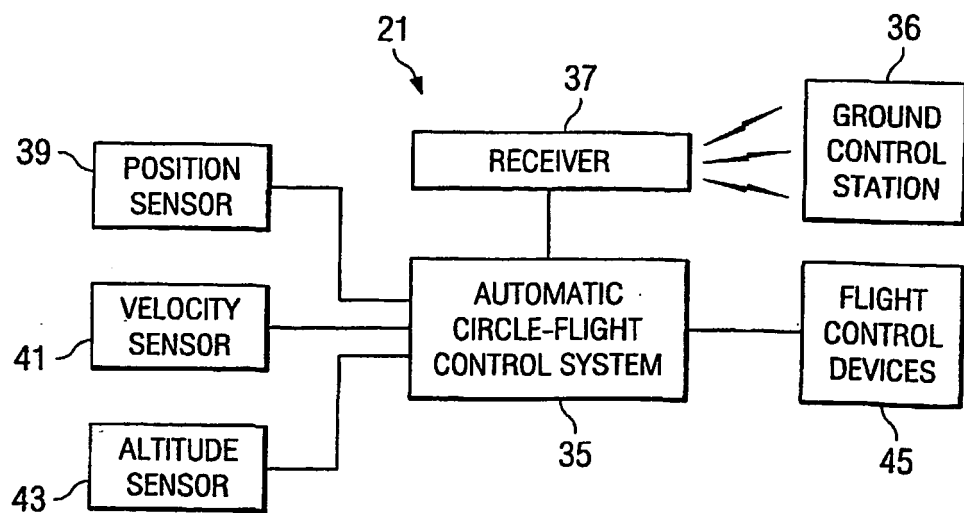 21
36
37
GROUND
CONTROL
STATION
RECEIVER
39
POSITION
SENSOR
AUTOMATIC
CIRCLE-FLIGHT
CONTROL SYSTEM
FLIGHT
CONTROL
DEVICES
VELOCITY
SENSOR
41
35
45
ALTITUDE
SENSOR
43